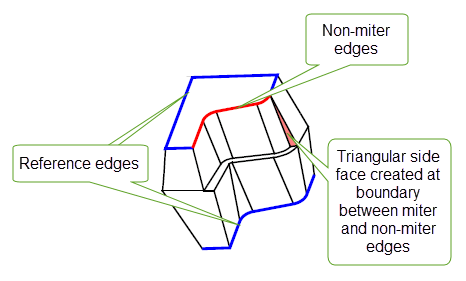 Non-miter
edges
Reference edges
Triangular side
face created at
boundary
between miter
and non-miter
edges